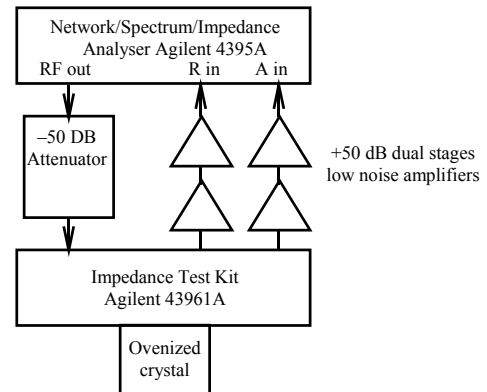 Network/Spectrum/Impedance
Analyser Agilent 4395A
RF out R in A in
–50 DB
Attenuator
+50 dB dual stages
low noise amplifiers
Impedance Test Kit
Agilent 43961A
Ovenized
crystal